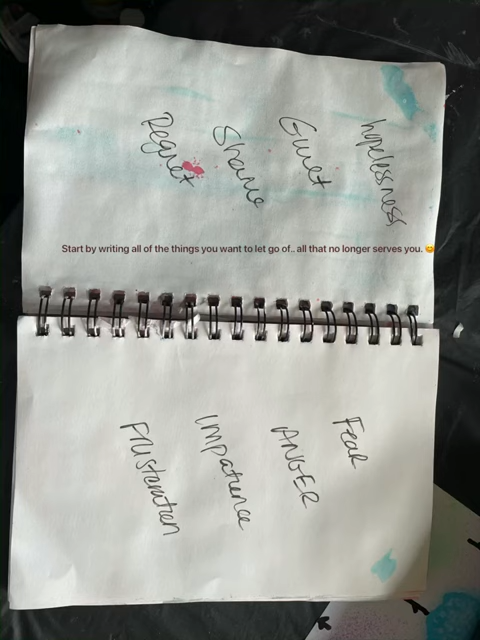 hopelessness
Guilt
Shame
Regret
Start by writing all of the things you want to let go of.. all that no longer serves you. 😊
Fear
ANGER
Impatience
FRustration